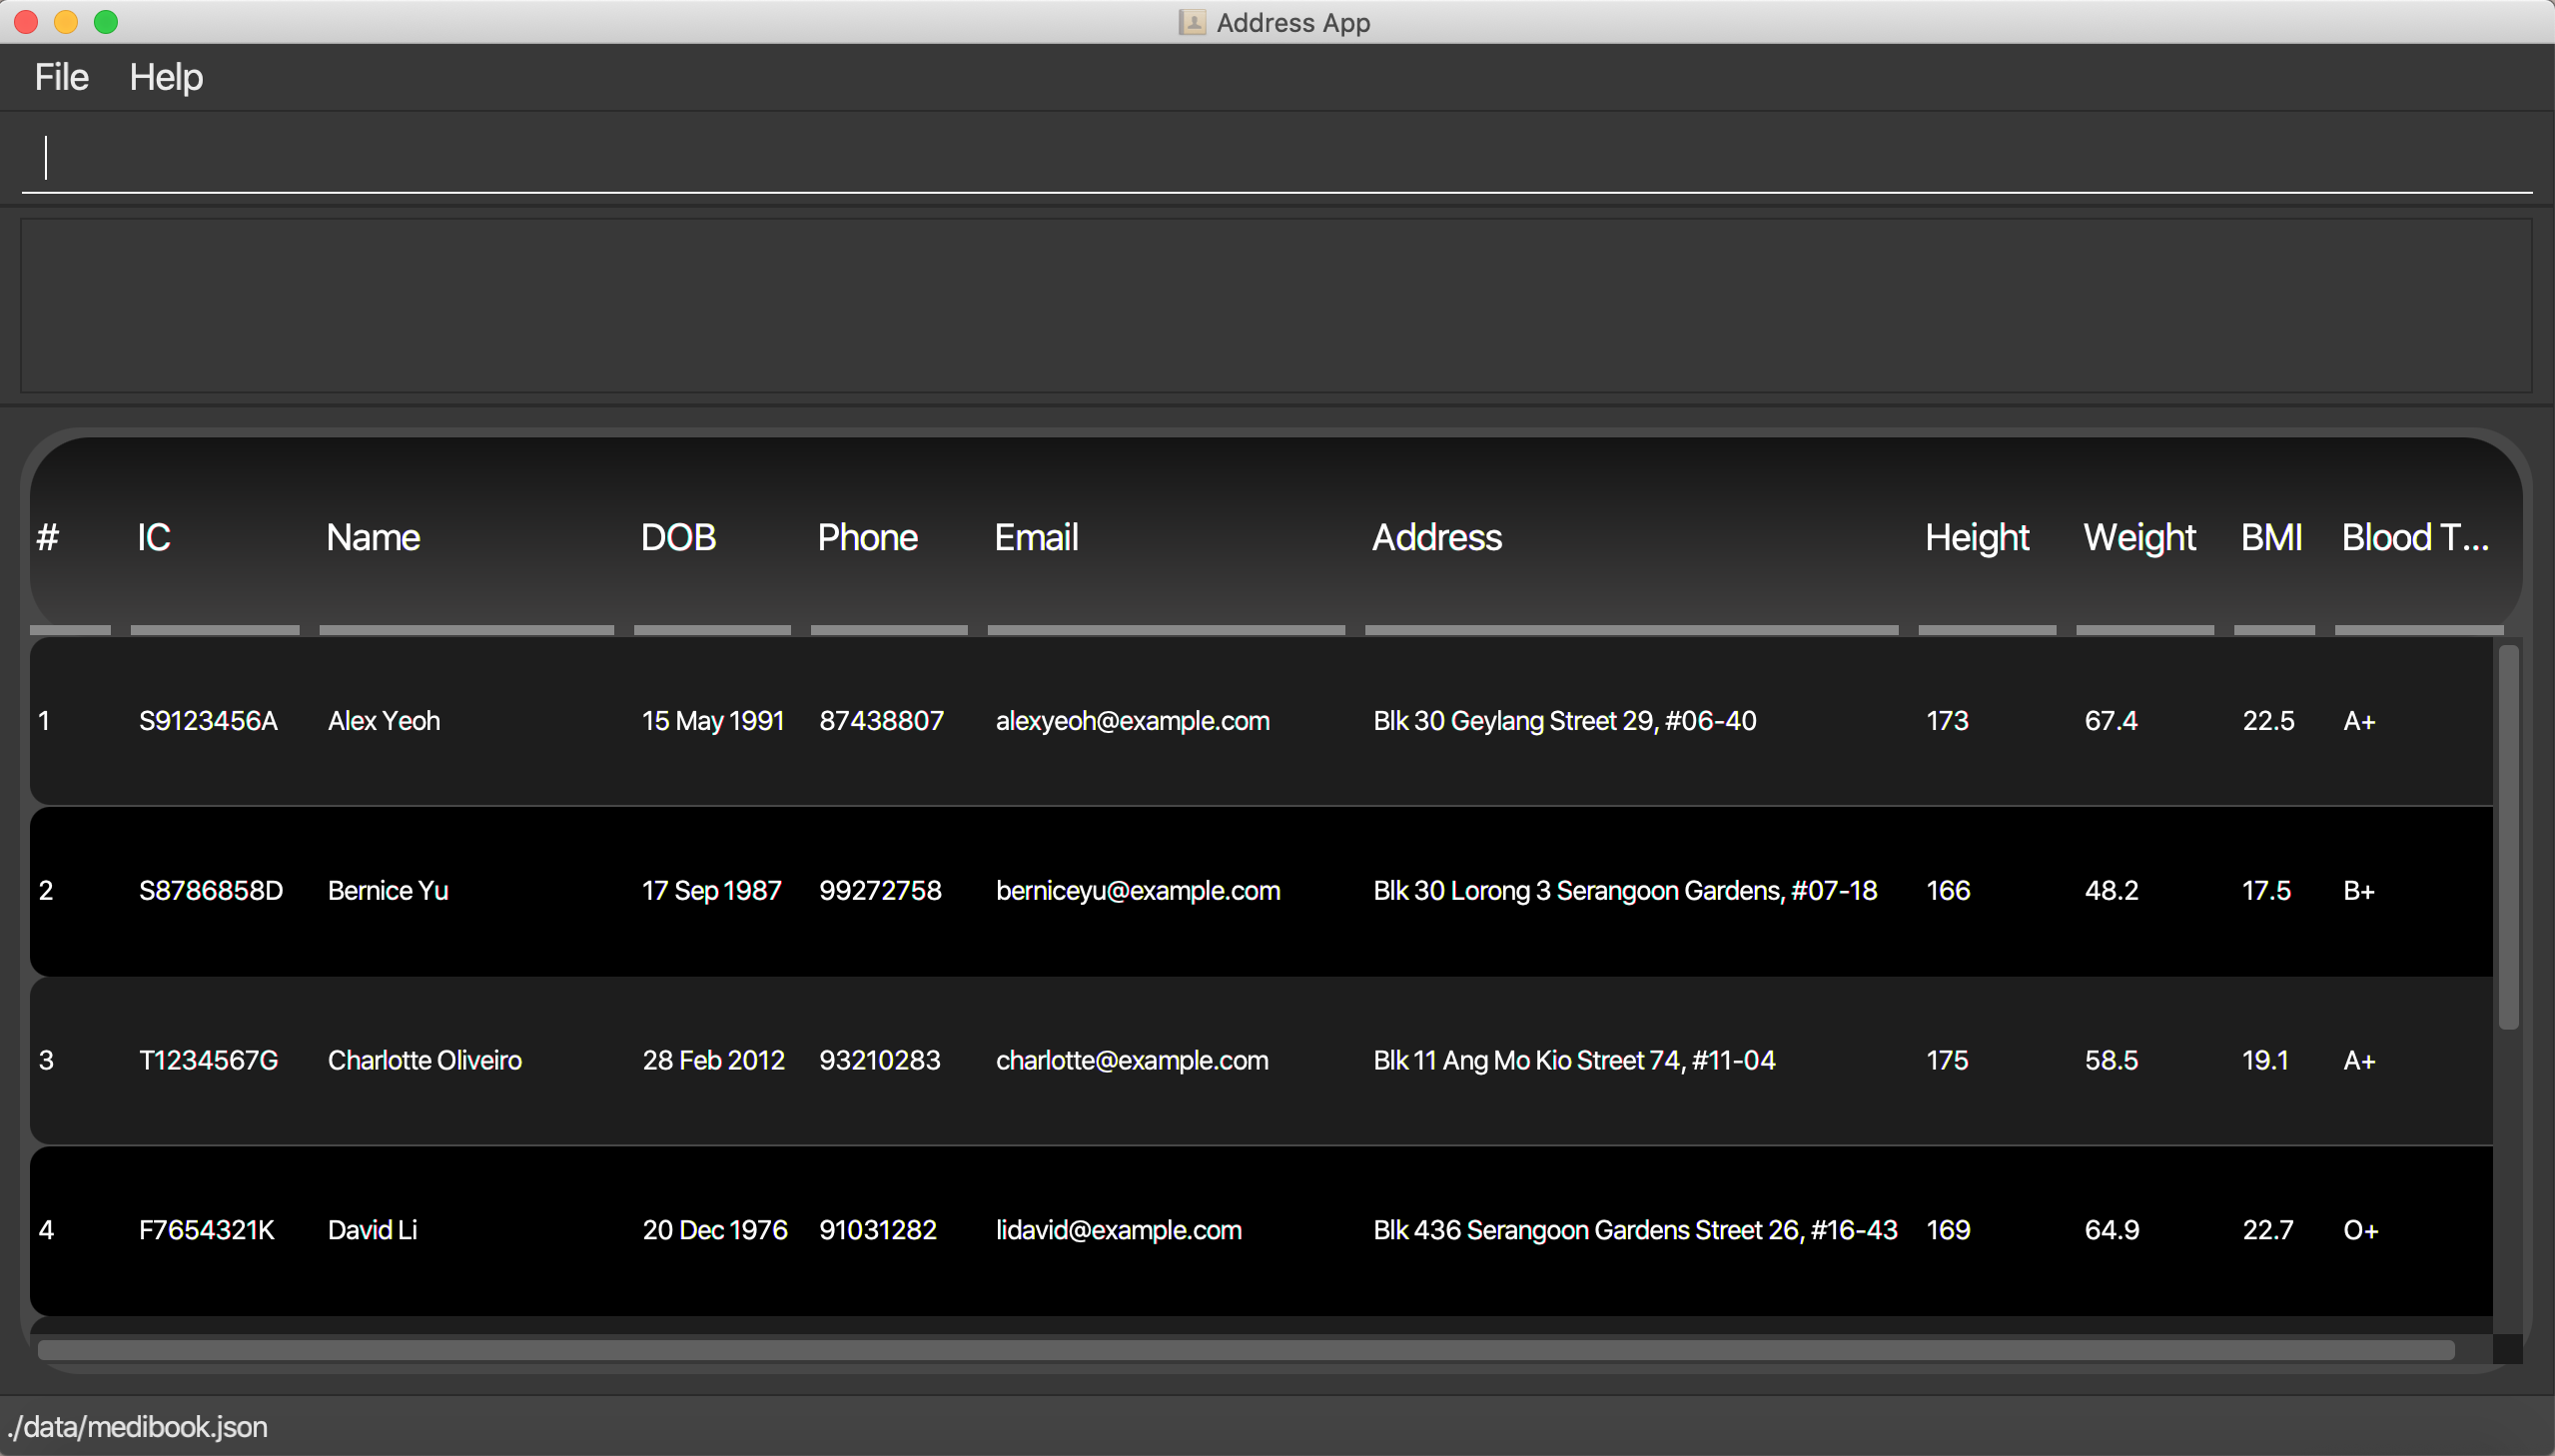 Address App
File Help
# IC Name DOB Phone Email Address Height Weight BMI Blood T...
1 S9123456A Alex Yeoh 15 May 1991 87438807 alexyeoh@example.com Blk 30 Geylang Street 29, #06-40 173 67.4 22.5 A+
2 S8786858D Bernice Yu 17 Sep 1987 99272758 berniceyu@example.com Blk 30 Lorong 3 Serangoon Gardens, #07-18 166 48.2 17.5 B+
3 T1234567G Charlotte Oliveiro 28 Feb 2012 93210283 charlotte@example.com Blk 11 Ang Mo Kio Street 74, #11-04 175 58.5 19.1 A+
4 F7654321K David Li 20 Dec 1976 91031282 lidavid@example.com Blk 436 Serangoon Gardens Street 26, #16-43 169 64.9 22.7 O+
./data/medibook.json